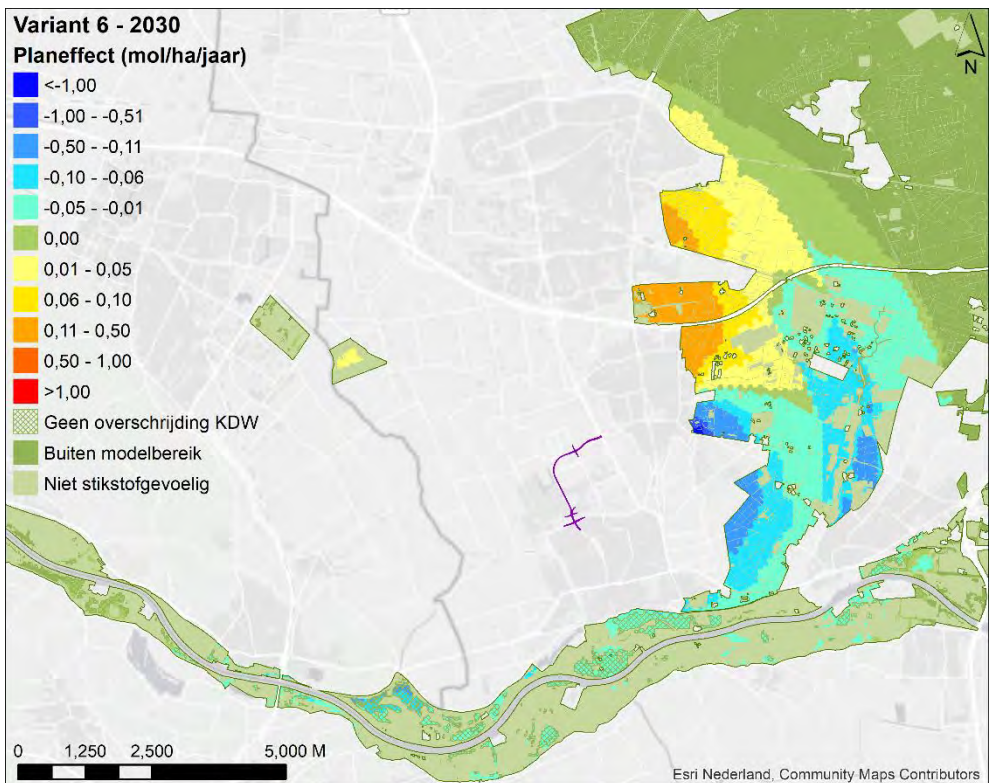 Variant 6 - 2030
Planeffect (mol/ha/jaar)
<-1,00
-1,00 - -0,51
-0,50 - -0,11
-0,10 - -0,06
-0,05 - -0,01
0,00
0,01 - 0,05
0,06 - 0,10
0,11 - 0,50
0,50 - 1,00
>1,00
Geen overschrijding KDW
Buiten modelbereik
Niet stikstofgevoelig
N
0 1,250 2,500 5,000 M
Esri Nederland, Community Maps Contributors